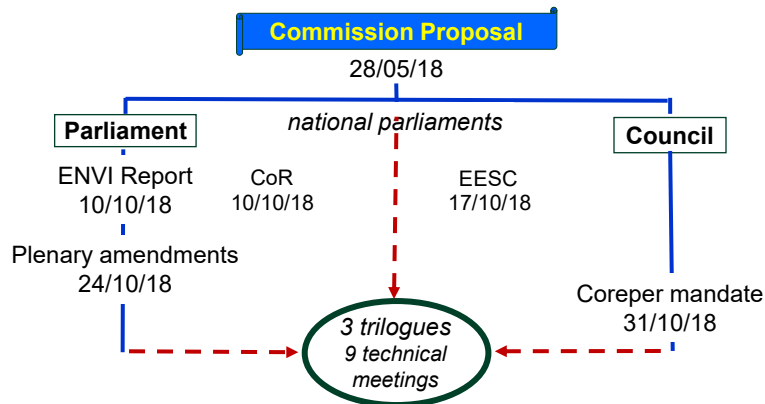 Commission Proposal
28/05/18
Parliament
national parliaments
Council
ENVI Report
10/10/18
CoR
10/10/18
EESC
17/10/18
Plenary amendments
24/10/18
Coreper mandate
31/10/18
3 trilogues
9 technical
meetings